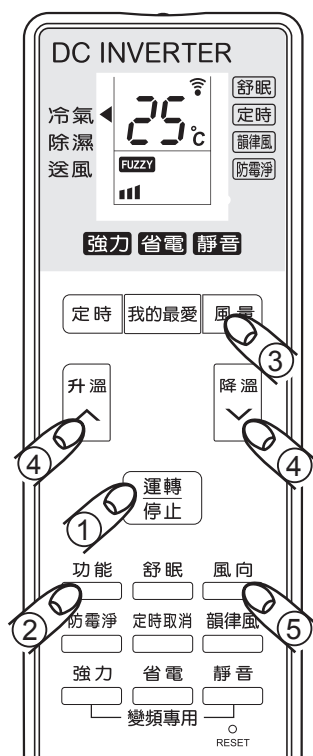 DC INVERTER
冷氣 25℃ 舒眠
除濕 定時
送風 FUZZY 韻律風
防電淨
強力 省電 靜音
定時 我的最愛 風量
③
升溫 降溫
④ ④
運轉
停止
①
功能 舒眠 風向
② ⑤
防電淨 定時取消 韻律風
強力 省電 靜音
變頻專用
RESET